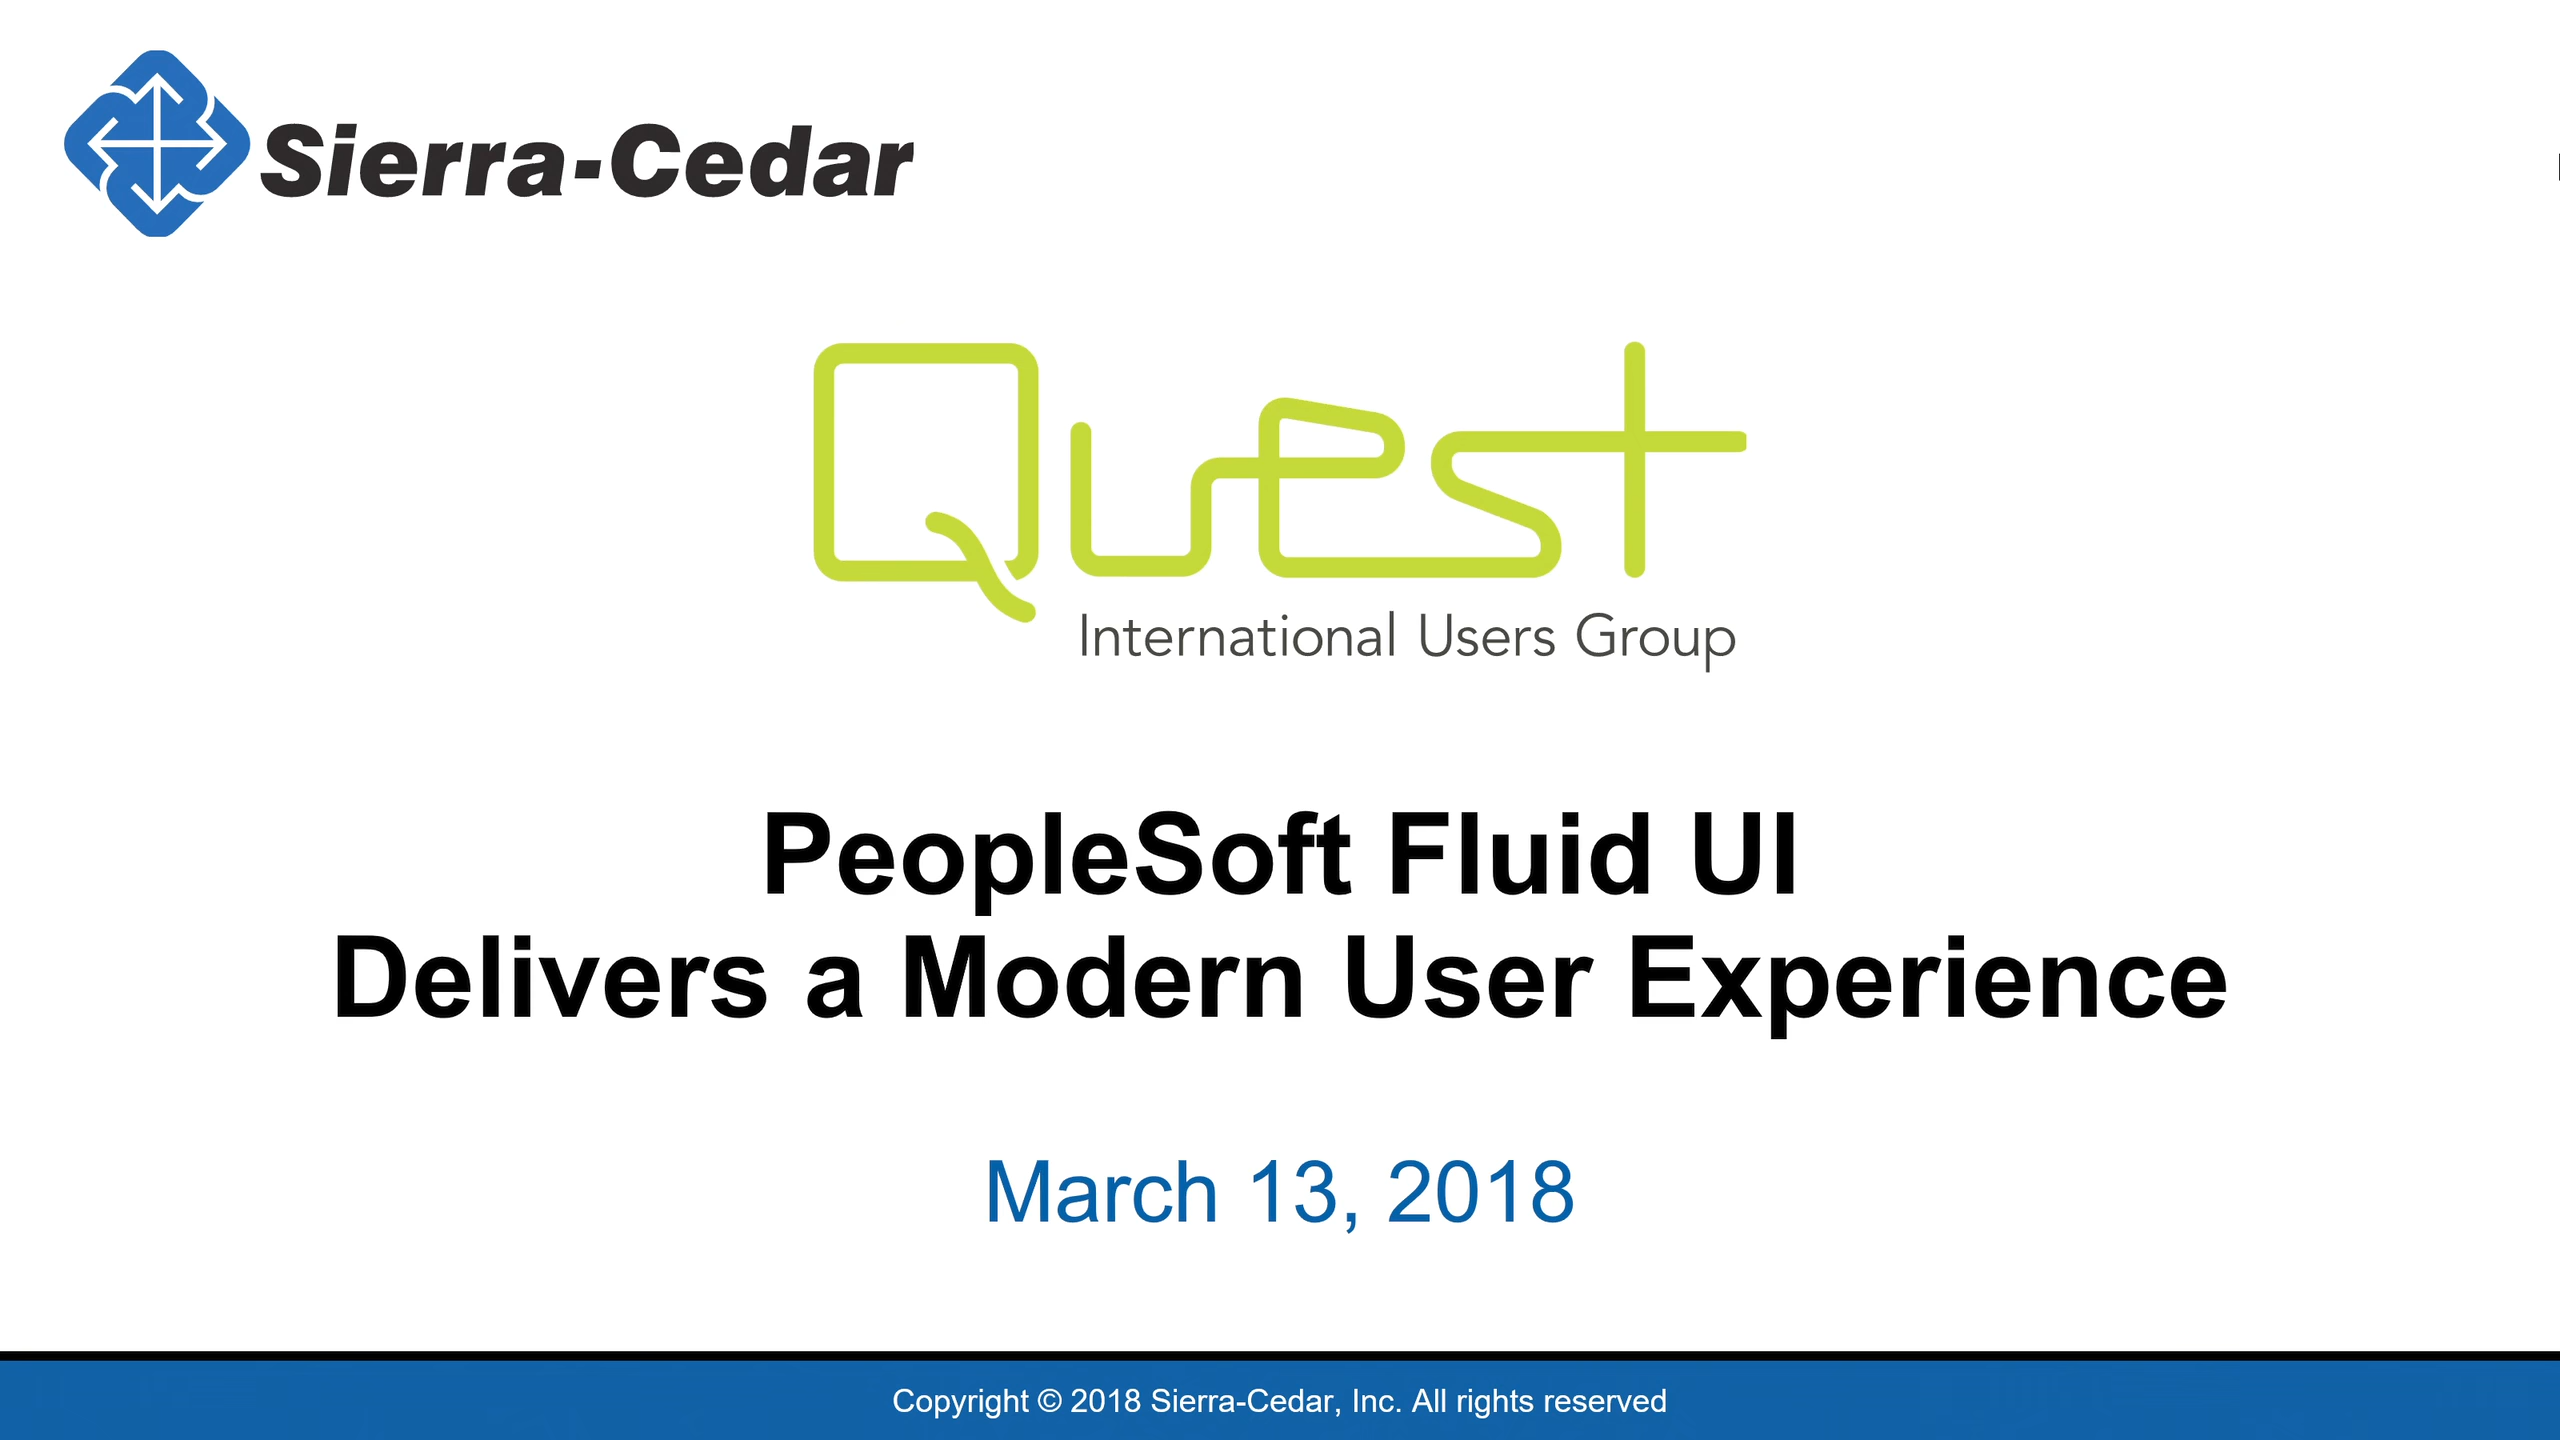 Sierra-Cedar
Quest
International Users Group
PeopleSoft Fluid UI
Delivers a Modern User Experience
March 13, 2018
Copyright © 2018 Sierra-Cedar, Inc. All rights reserved